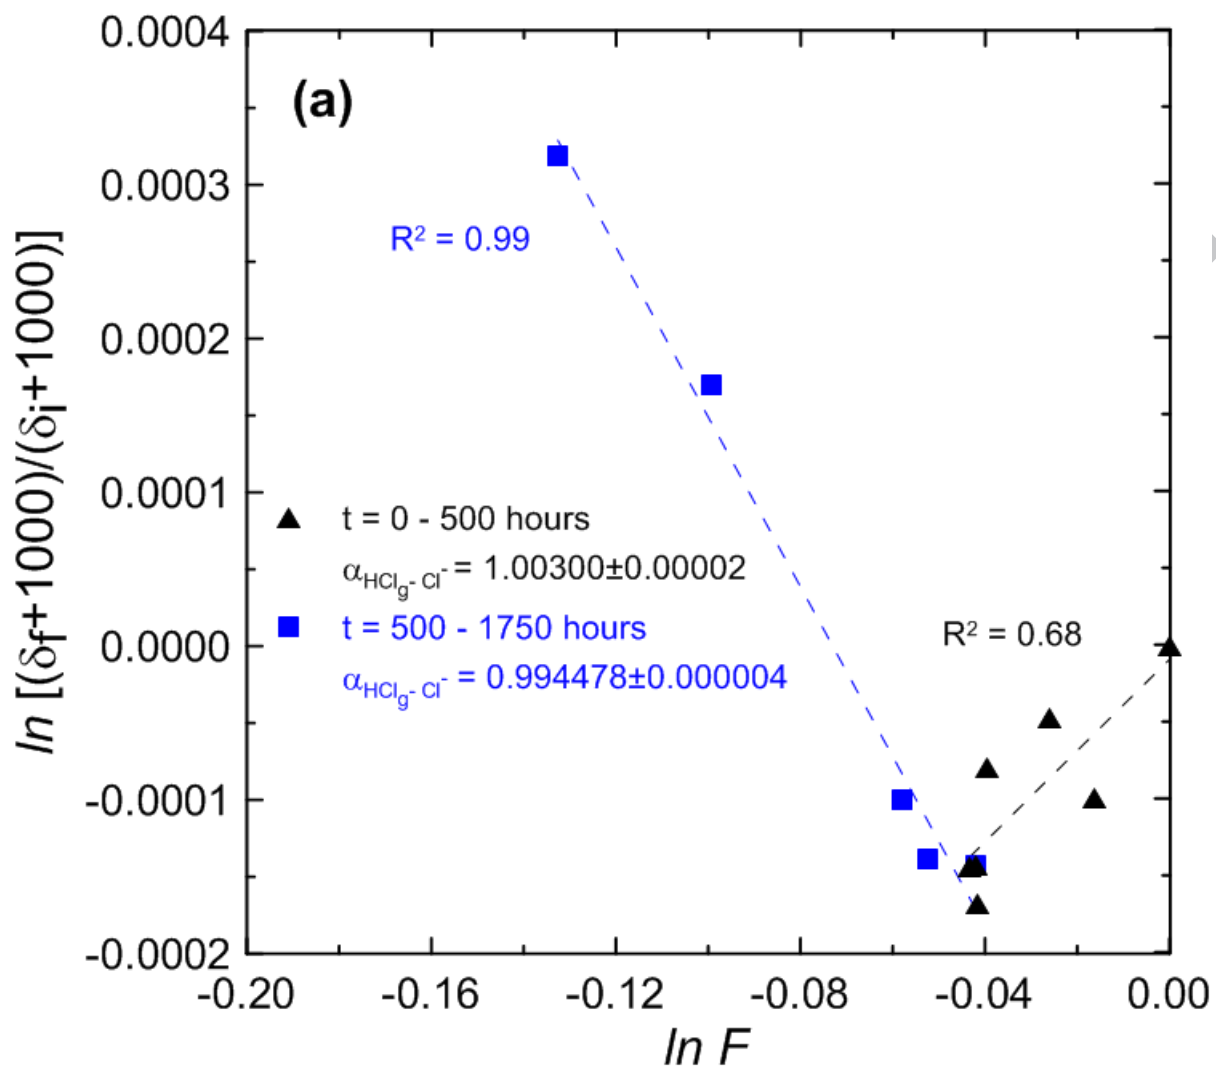 0.0004
(a)
0.0003
R² = 0.99
0.0002
0.0001
t = 0 - 500 hours
αHClg- Cl- = 1.00300±0.00002
t = 500 - 1750 hours
αHClg- Cl- = 0.994478±0.000004
0.0000
R² = 0.68
-0.0001
-0.0002
ln [(δf+1000)/(δi+1000)]
-0.20 -0.16 -0.12 -0.08 -0.04 0.00
ln F